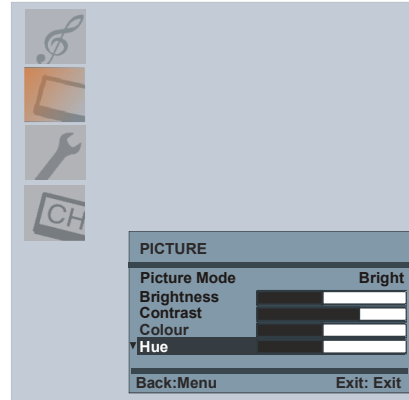 CH
PICTURE
Picture Mode Bright
Brightness
Contrast
Colour
Hue
Back:Menu Exit: Exit